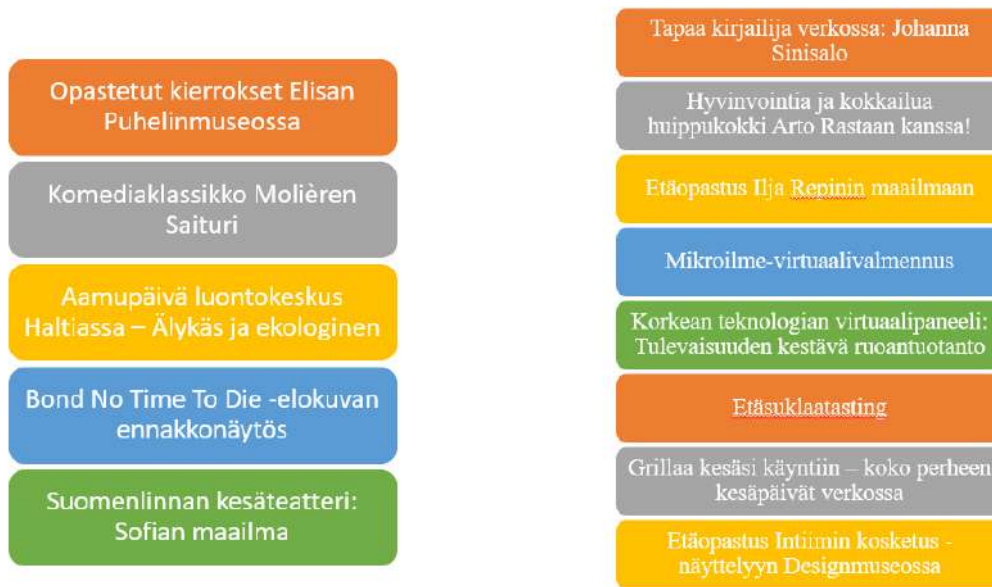 Opastetut kierrokset Elisan
Puhelinmuseossa
Komediaklassikko Molièren
Saituri
Aamupäivä luontokeskus
Haltiassa – Älykäs ja ekologinen
Bond No Time To Die -elokuvan
ennakkonäytös
Suomenlinnan kesäteatteri:
Sofian maailma
Tapaa kirjailija verkossa: Johanna
Sinisalo
Hyvinvointia ja kokkailua
huippukokki Arto Rastaan kanssa!
Etäopastus Ilja Repinin maailmaan
Mikroilme-virtuaalivalmennus
Korkean teknologian virtuaalipaneeli:
Tulevaisuuden kestävä ruoantuotanto
Etäsuklaatasting
Grillaa kesäsi käyntiin – koko perheen
kesäpäivät verkossa
Etäopastus Intiimin kosketus -
näyttelyyn Designmuseossa